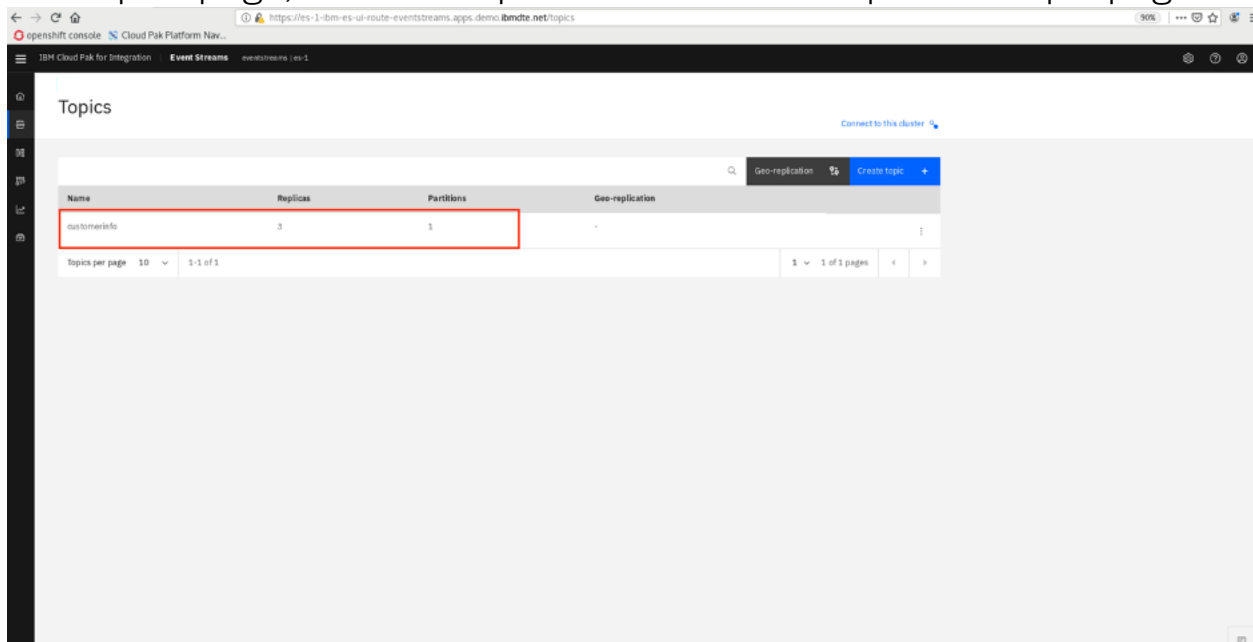 https://es-1-ibm-es-ui-route-eventstreams.apps.demo.ibmdte.net/topics
90%
openshift console Cloud Pak Platform Nav...
IBM Cloud Pak for Integration Event Streams eventstreams | es-1
Topics
Connect to this cluster
Geo-replication Create topic +
Name Replicas Partitions Geo-replication
customerinfo 3 1 -
Topics per page 10 1-1 of 1 1 1 of 1 pages